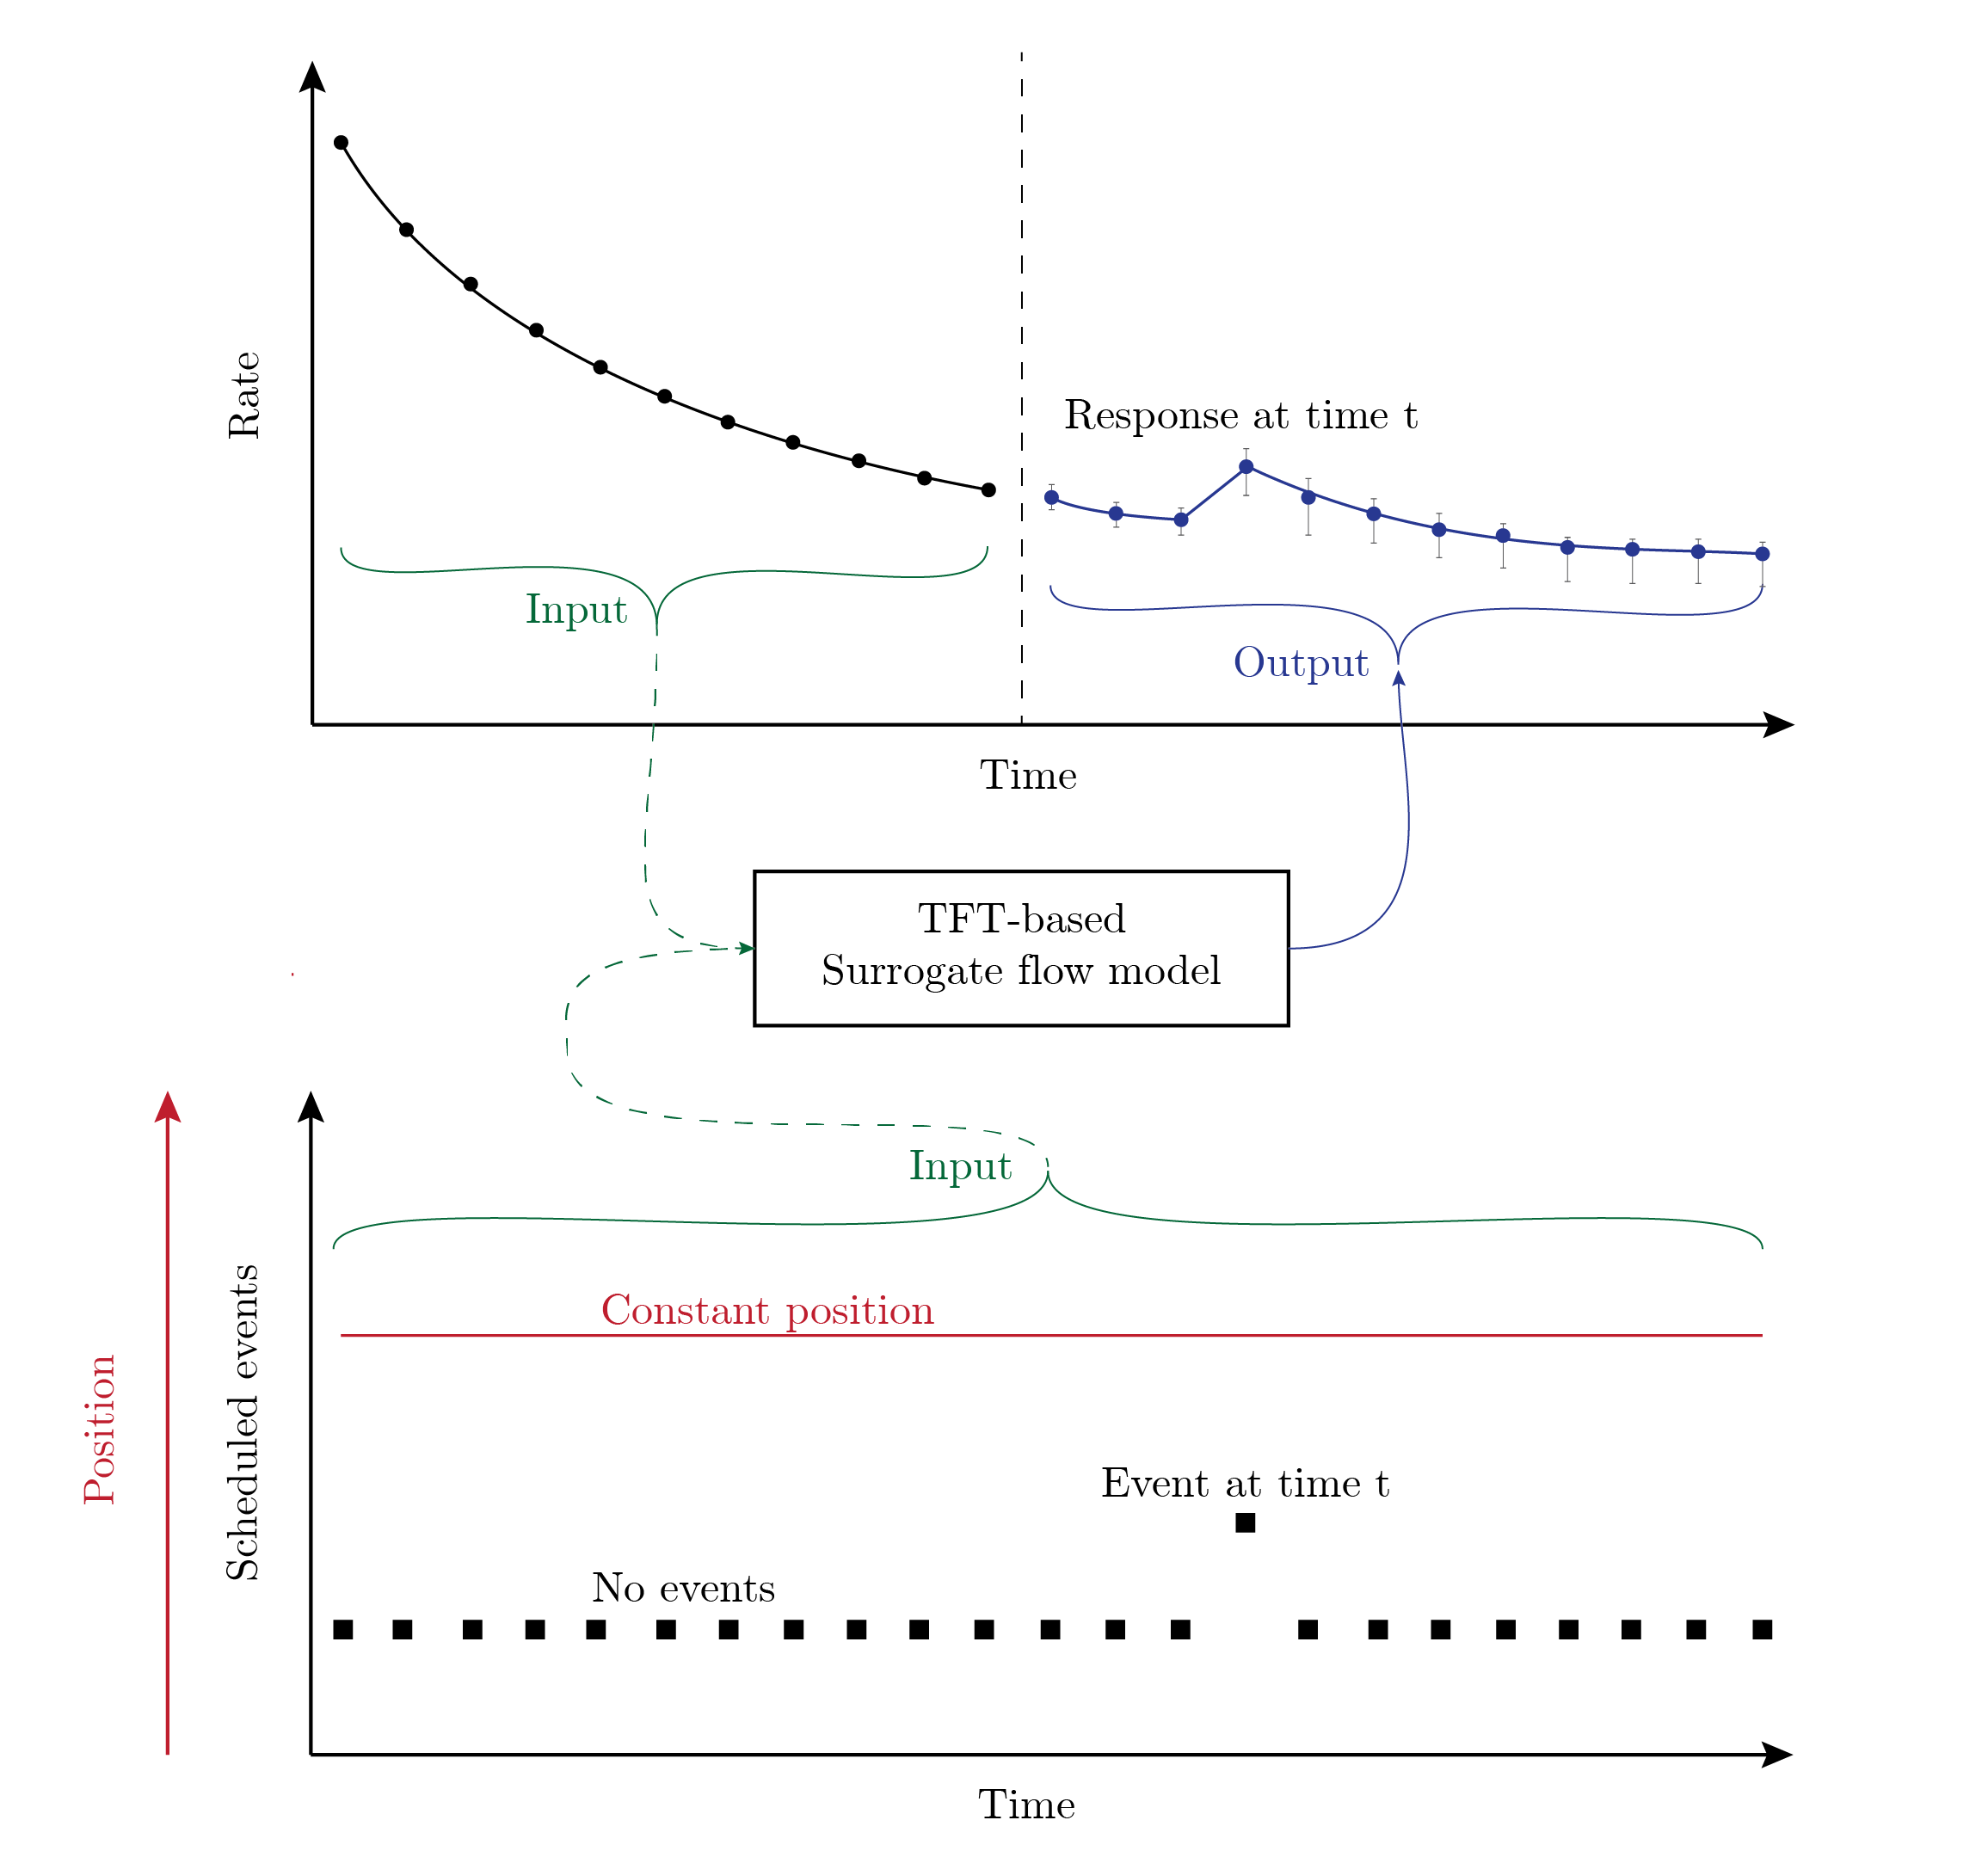 Rate
Response at time t
Input
Output
Time
TFT-based
Surrogate flow model
Input
Position
Scheduled events
Constant position
Event at time t
No events
Time